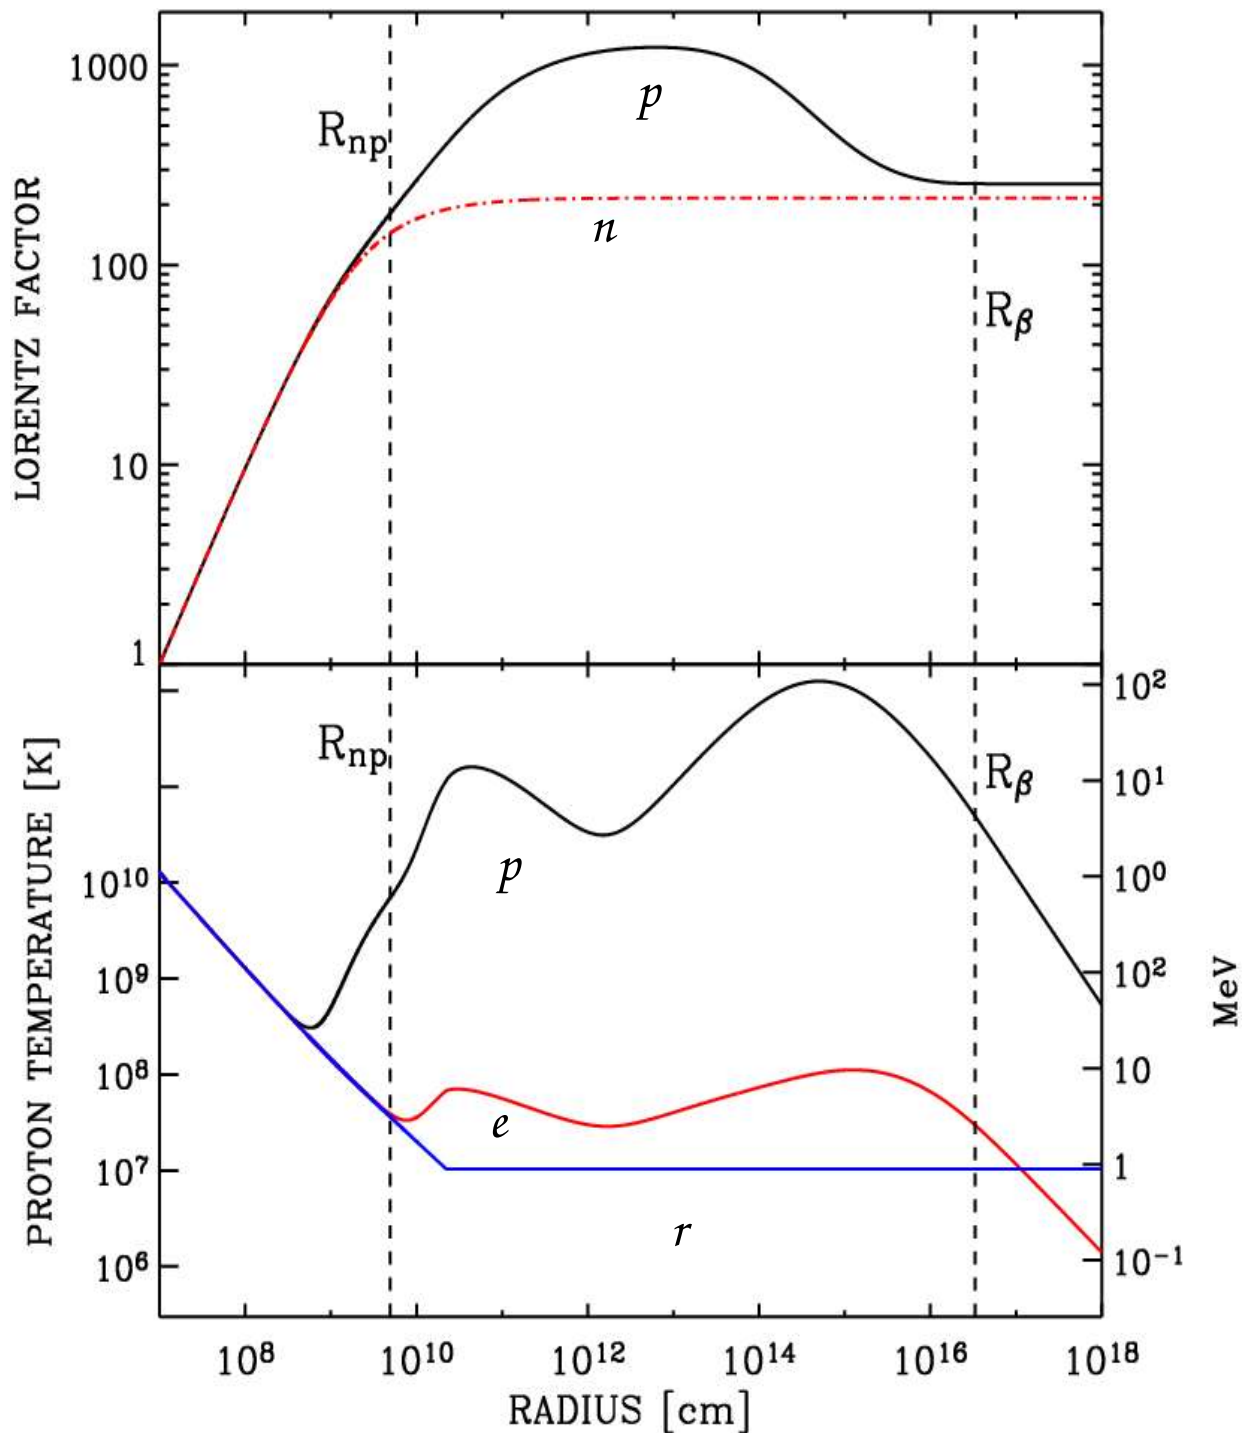 1000
100
10
1
LORENTZ FACTOR
R_np
p
n
R_β
10^10
10^9
10^8
10^7
10^6
PROTON TEMPERATURE [K]
R_np
R_β
p
e
r
10^2
10^1
10^0
10^2
10
1
10^-1
MeV
10^8
10^10
10^12
10^14
10^16
10^18
RADIUS [cm]